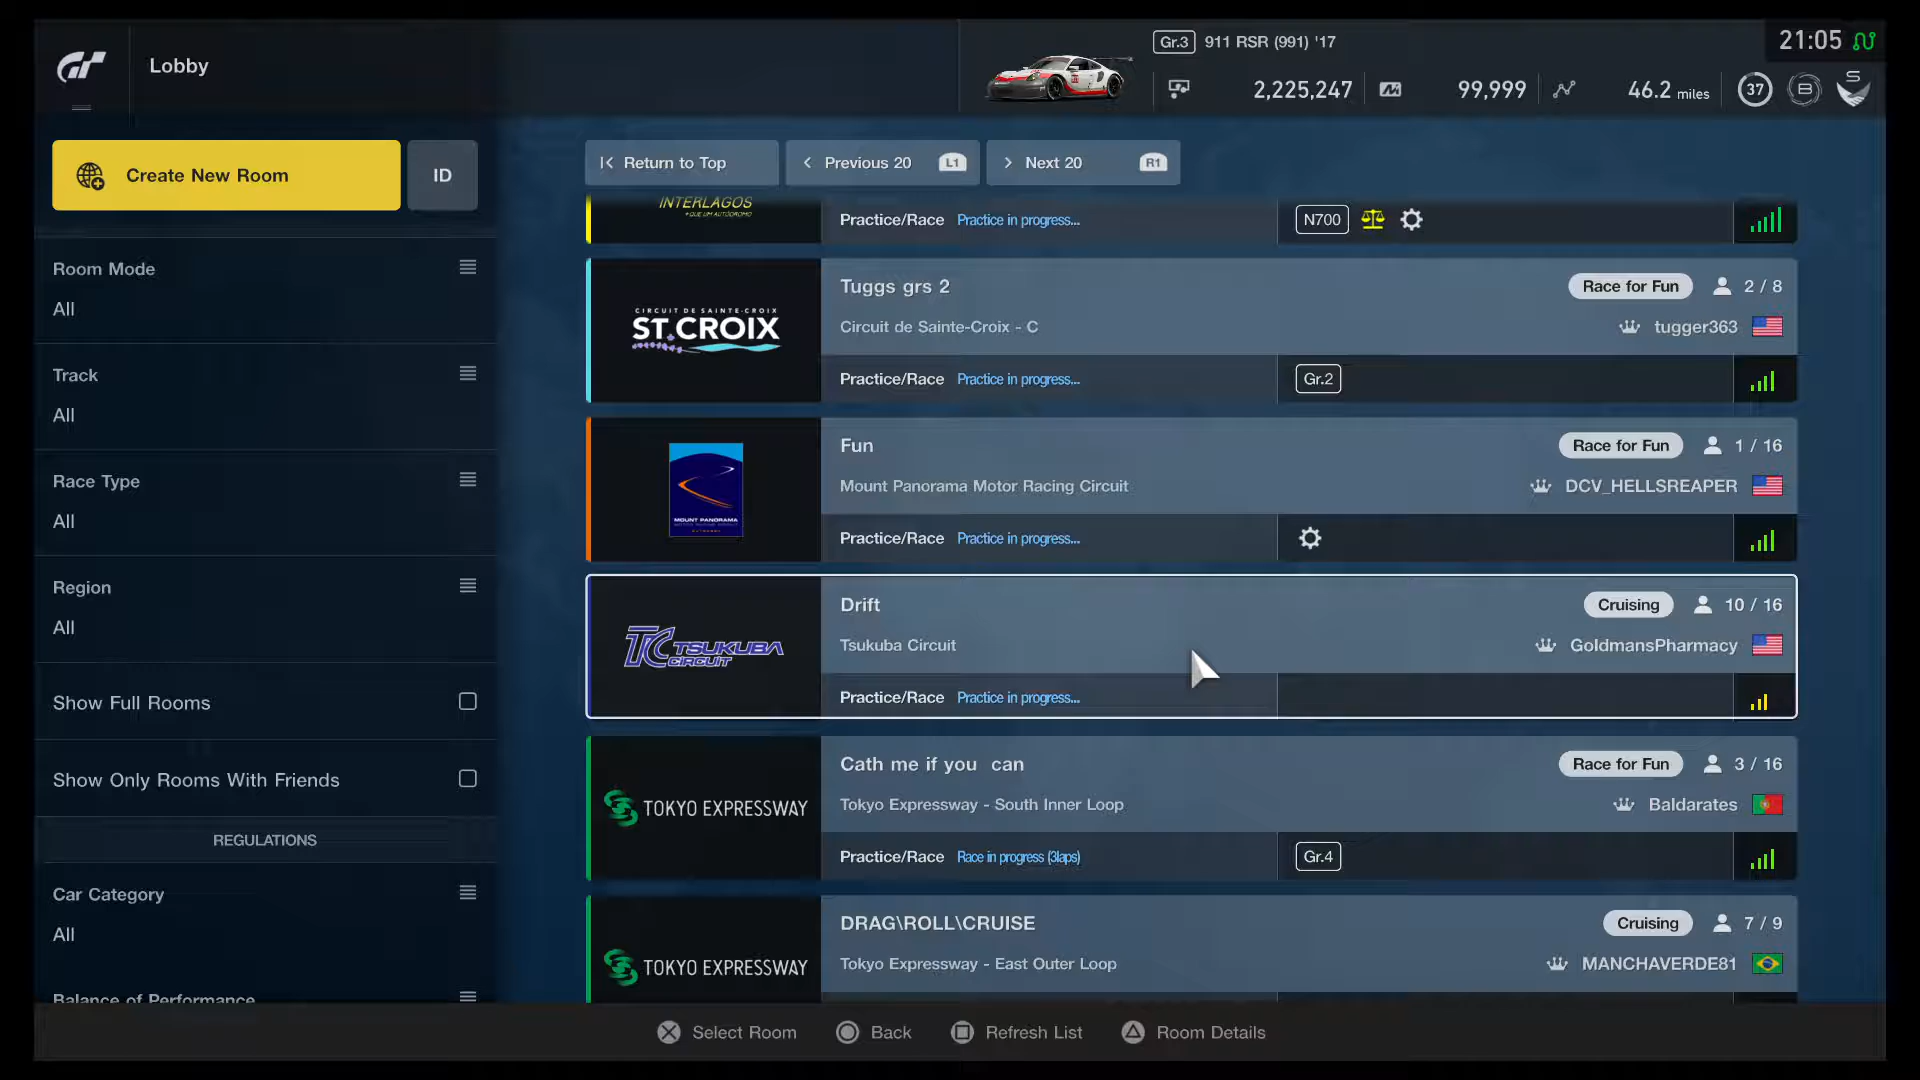 GT
Lobby
Gr.3 911 RSR (991) '17
21:05
2,225,247
99,999
46.2 miles
37
B
S
Create New Room
ID
Return to Top
Previous 20 L1
Next 20 R1
INTERLAGOS
Practice/Race Practice in progress...
N700
Room Mode
All
Track
All
Race Type
All
Region
All
Show Full Rooms
Show Only Rooms With Friends
REGULATIONS
Car Category
All
Balance of Performance
CIRCUIT DE SAINTE-CROIX
ST.CROIX
Tuggs grs 2
Race for Fun 2 / 8
Circuit de Sainte-Croix - C
tugger363
Practice/Race Practice in progress...
Gr.2
MOUNT PANORAMA
Fun
Race for Fun 1 / 16
Mount Panorama Motor Racing Circuit
DCV_HELLSREAPER
Practice/Race Practice in progress...
TC TSUKUBA
CIRCUIT
Drift
Cruising 10 / 16
Tsukuba Circuit
GoldmansPharmacy
Practice/Race Practice in progress...
TOKYO EXPRESSWAY
Cath me if you  can
Race for Fun 3 / 16
Tokyo Expressway - South Inner Loop
Baldarates
Practice/Race Race in progress (3laps)
Gr.4
TOKYO EXPRESSWAY
DRAG\ROLL\CRUISE
Cruising 7 / 9
Tokyo Expressway - East Outer Loop
MANCHAVERDE81
Select Room
Back
Refresh List
Room Details